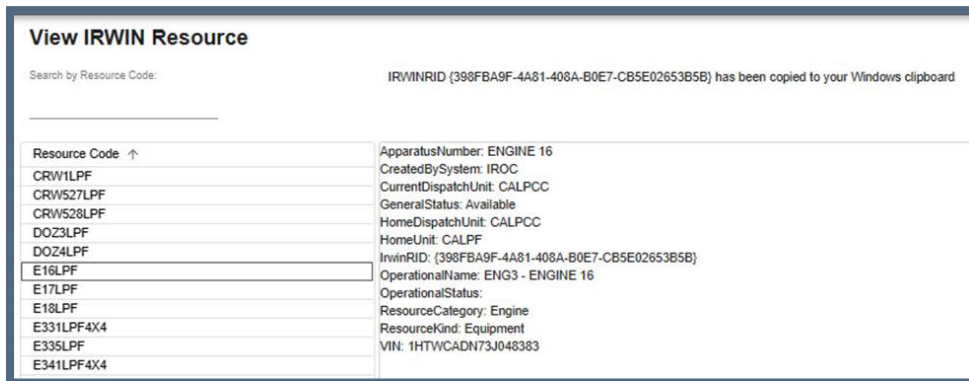 View IRWIN Resource
Search by Resource Code:
IRWINRID {398FBA9F-4A81-408A-B0E7-CB5E02653B5B} has been copied to your Windows clipboard
Resource Code ↑
CRW1LPF
CRW527LPF
CRW528LPF
DOZ3LPF
DOZ4LPF
E16LPF
E17LPF
E18LPF
E331LPF4X4
E335LPF
E341LPF4X4
ApparatusNumber: ENGINE 16
CreatedBySystem: IROC
CurrentDispatchUnit: CALPCC
GeneralStatus: Available
HomeDispatchUnit: CALPCC
HomeUnit: CALPF
IrwinRID: {398FBA9F-4A81-408A-B0E7-CB5E02653B5B}
OperationalName: ENG3 - ENGINE 16
OperationalStatus:
ResourceCategory: Engine
ResourceKind: Equipment
VIN: 1HTWCADN73J048383